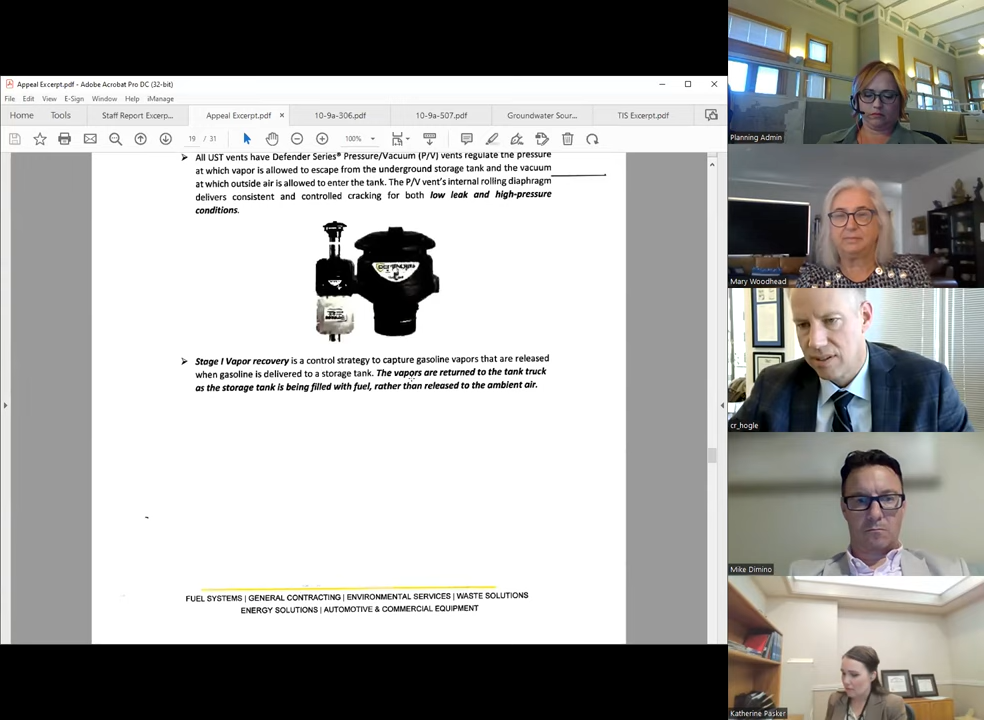 Appeal Excerpt.pdf - Adobe Acrobat Pro DC (32-bit)
File Edit View E-Sign Window Help iManage
Home Tools Staff Report Excerp... Appeal Excerpt.pdf × 10-9a-306.pdf 10-9a-507.pdf Groundwater Sour... TIS Excerpt.pdf
19 / 31 100%
➢ All UST vents have Defender Series® Pressure/Vacuum (P/V) vents regulate the pressure
at which vapor is allowed to escape from the underground storage tank and the vacuum
at which outside air is allowed to enter the tank. The P/V vent's internal rolling diaphragm
delivers consistent and controlled cracking for both low leak and high-pressure
conditions.
DEFENDER
➢ Stage I Vapor recovery is a control strategy to capture gasoline vapors that are released
when gasoline is delivered to a storage tank. The vapors are returned to the tank truck
as the storage tank is being filled with fuel, rather than released to the ambient air.
FUEL SYSTEMS | GENERAL CONTRACTING | ENVIRONMENTAL SERVICES | WASTE SOLUTIONS
ENERGY SOLUTIONS | AUTOMOTIVE & COMMERCIAL EQUIPMENT
Planning Admin
Mary Woodhead
cr_hogle
Mike Dimino
Katherine Pasker